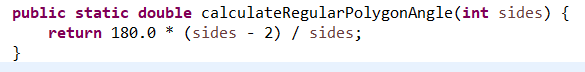 public static double calculateRegularPolygonAngle(int sides) {
    return 180.0 * (sides - 2) / sides;
}